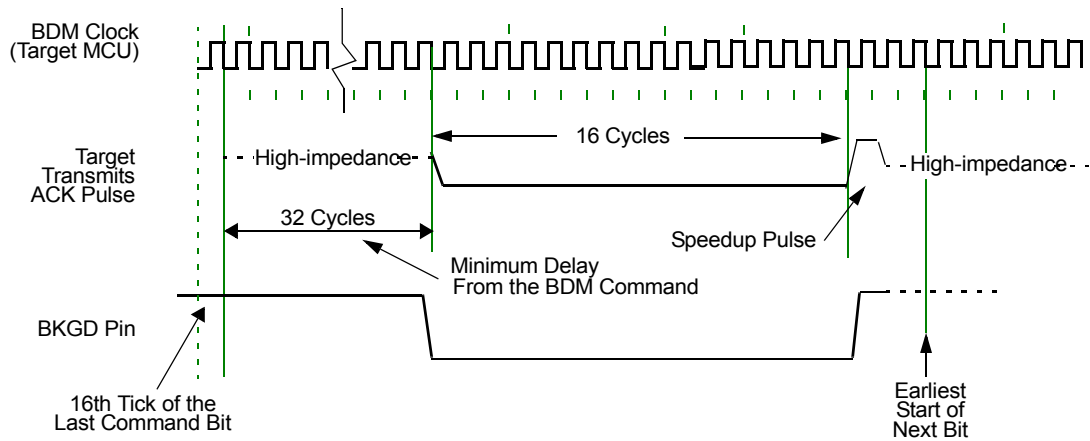 BDM Clock
(Target MCU)
16 Cycles
Target
Transmits
ACK Pulse
High-impedance
High-impedance
32 Cycles
Speedup Pulse
Minimum Delay
From the BDM Command
BKGD Pin
16th Tick of the
Last Command Bit
Earliest
Start of
Next Bit